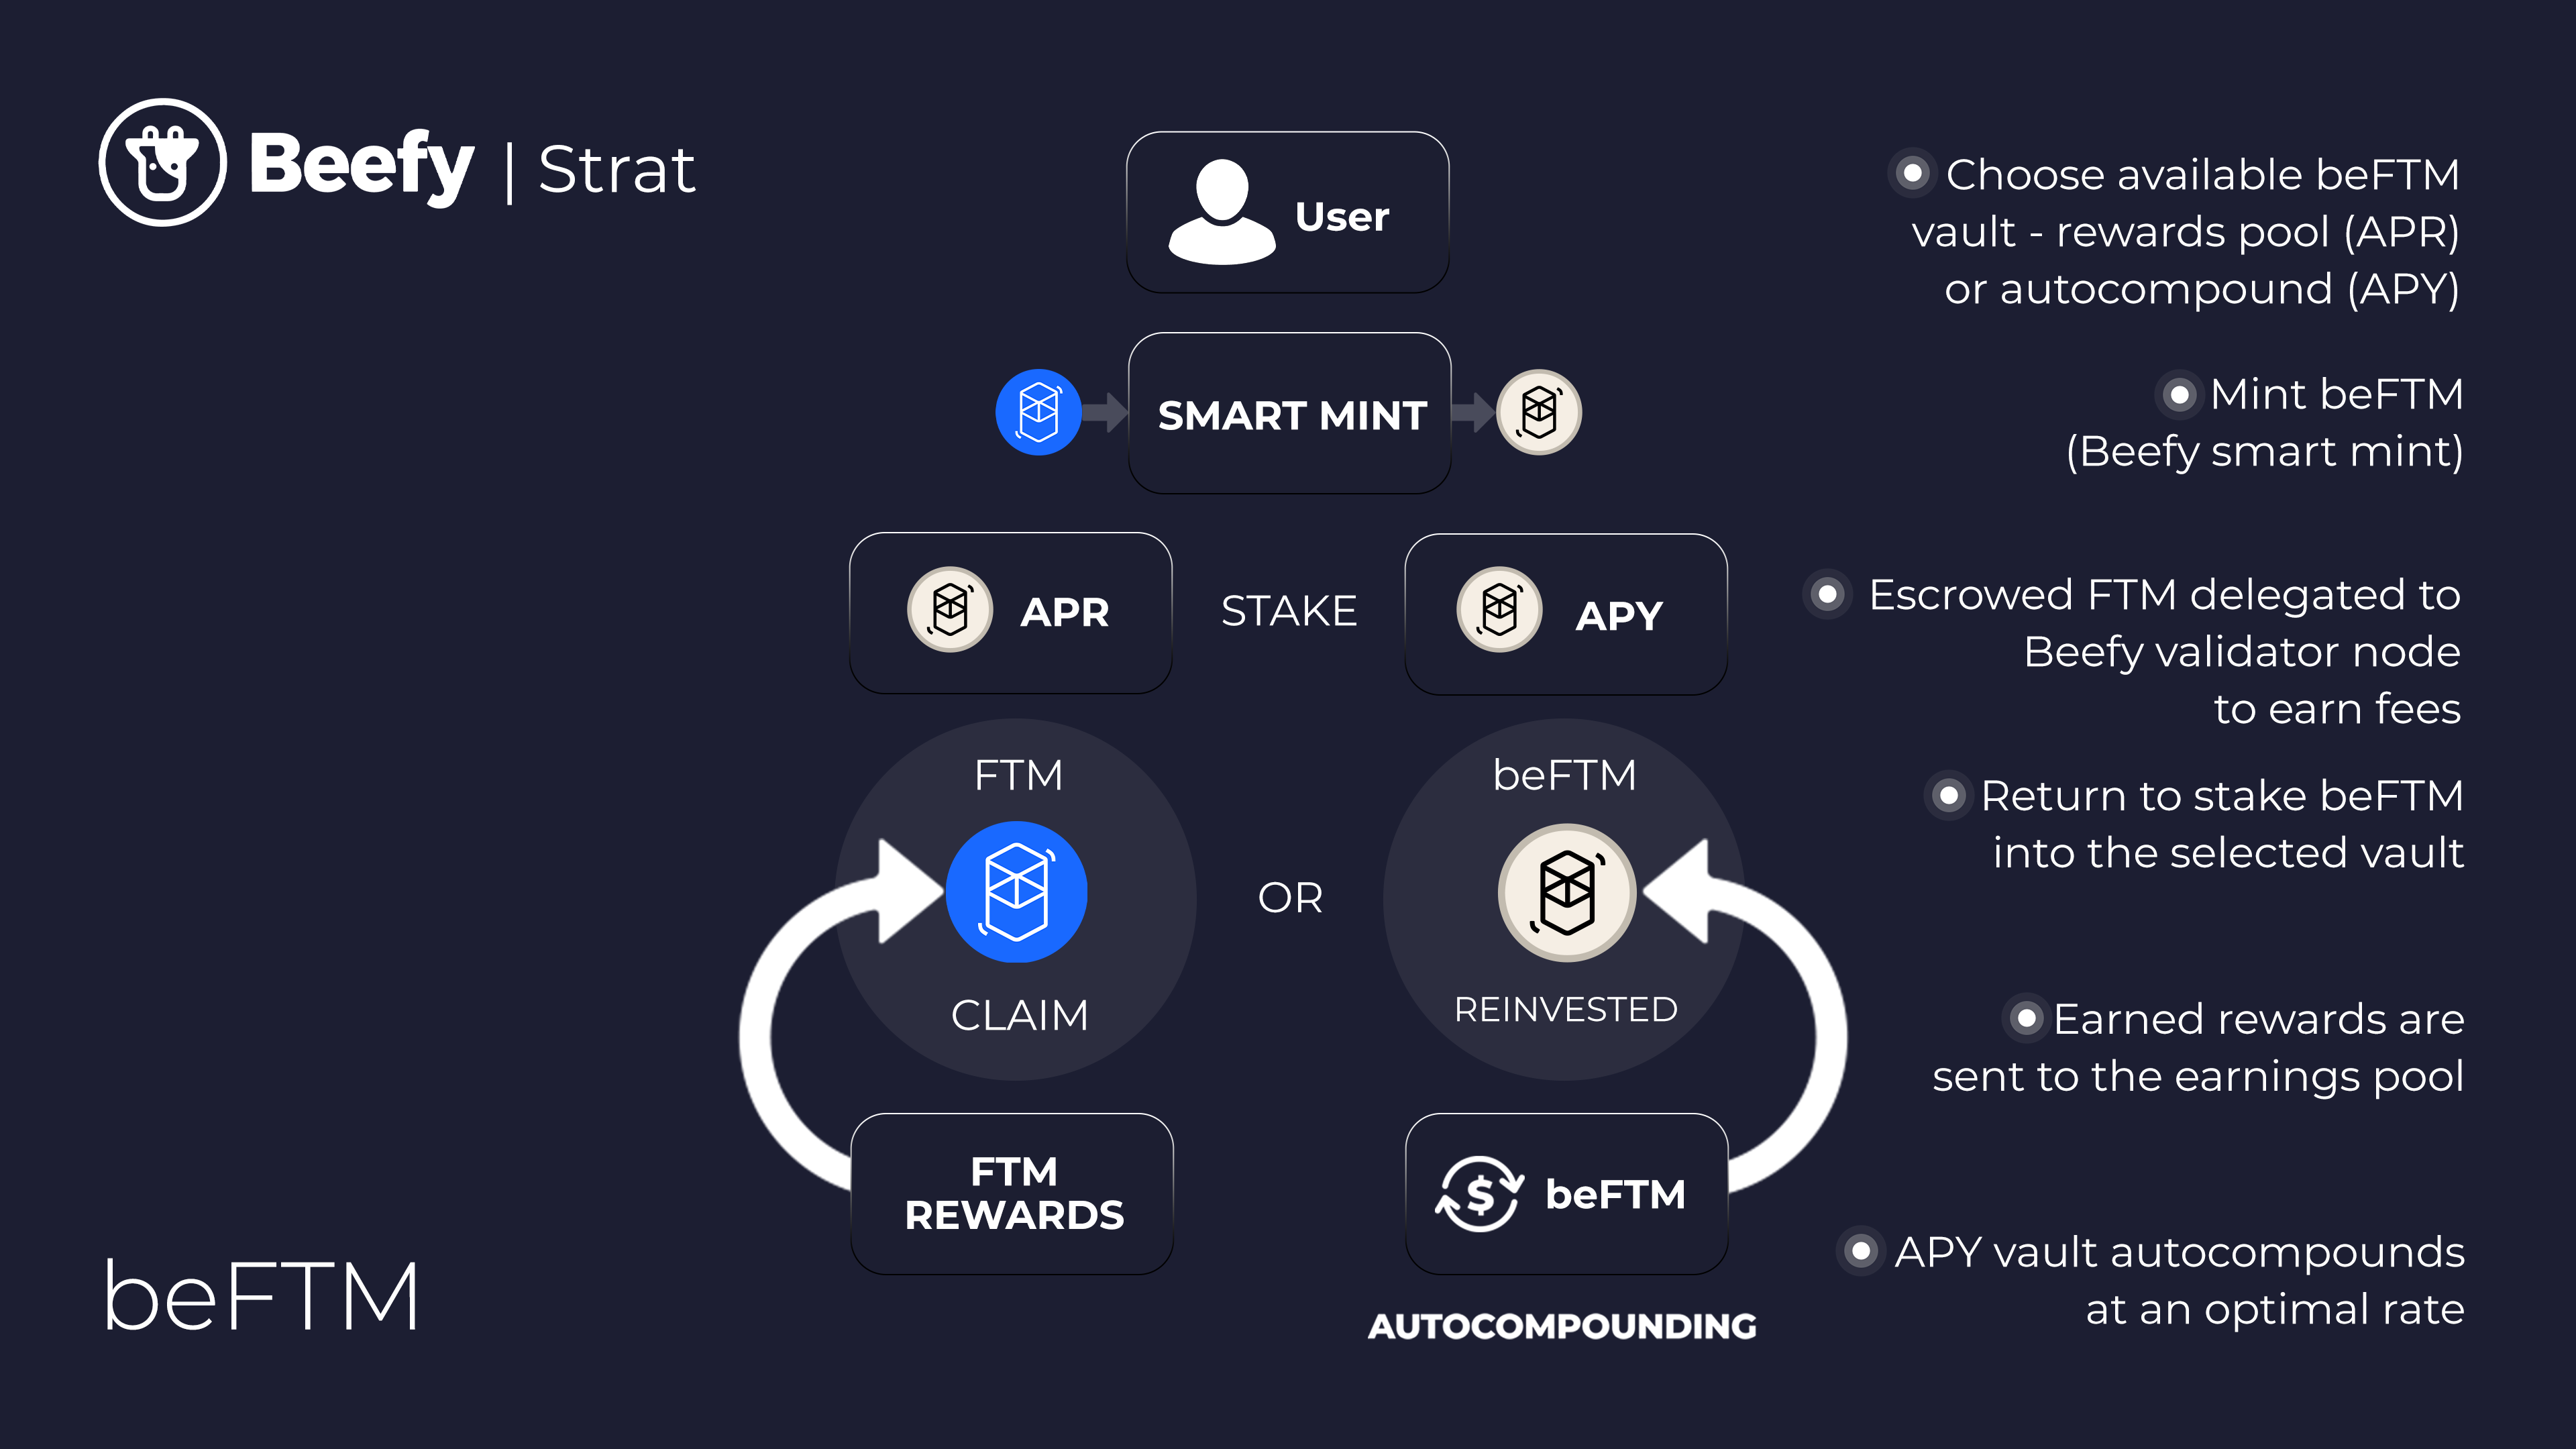 Beefy | Strat
User
SMART MINT
APR
STAKE
APY
FTM
CLAIM
OR
beFTM
REINVESTED
FTM
REWARDS
$ beFTM
AUTOCOMPOUNDING
beFTM
Choose available beFTM
vault - rewards pool (APR)
or autocompound (APY)
Mint beFTM
(Beefy smart mint)
Escrowed FTM delegated to
Beefy validator node
to earn fees
Return to stake beFTM
into the selected vault
Earned rewards are
sent to the earnings pool
APY vault autocompounds
at an optimal rate